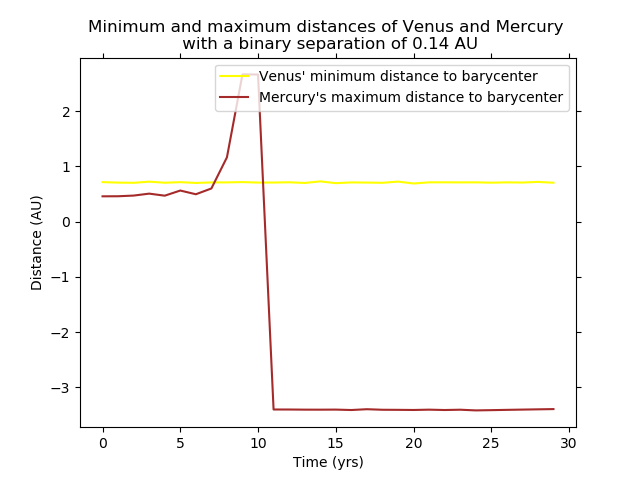 Minimum and maximum distances of Venus and Mercury
with a binary separation of 0.14 AU
Venus' minimum distance to barycenter
Mercury's maximum distance to barycenter
Distance (AU)
2
1
0
−1
−2
−3
0 5 10 15 20 25 30
Time (yrs)